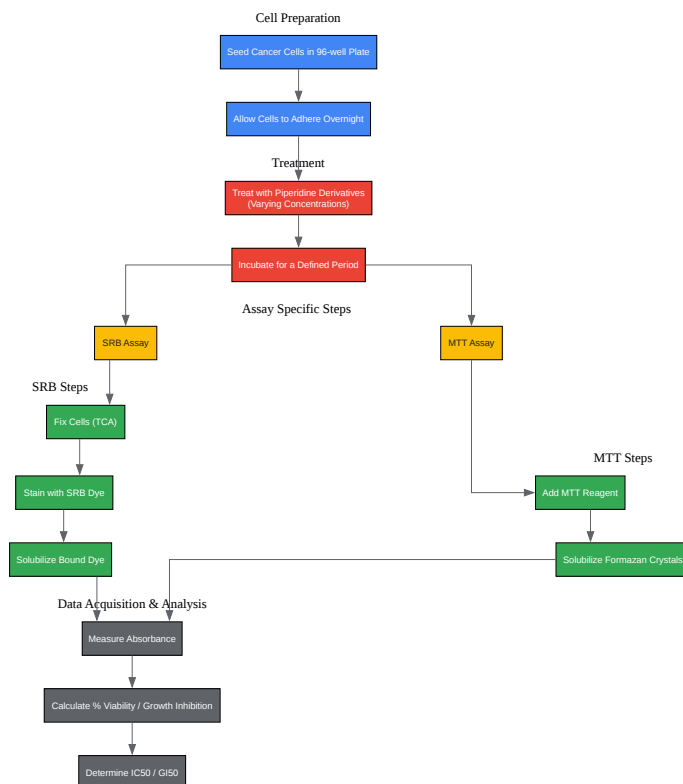 Cell Preparation
Seed Cancer Cells in 96-well Plate
Allow Cells to Adhere Overnight
Treatment
Treat with Piperidine Derivatives
(Varying Concentrations)
Incubate for a Defined Period
Assay Specific Steps
SRB Assay
MTT Assay
SRB Steps
Fix Cells (TCA)
MTT Steps
Stain with SRB Dye
Add MTT Reagent
Solubilize Bound Dye
Solubilize Formazan Crystals
Data Acquisition & Analysis
Measure Absorbance
Calculate % Viability / Growth Inhibition
Determine IC50 / GI50